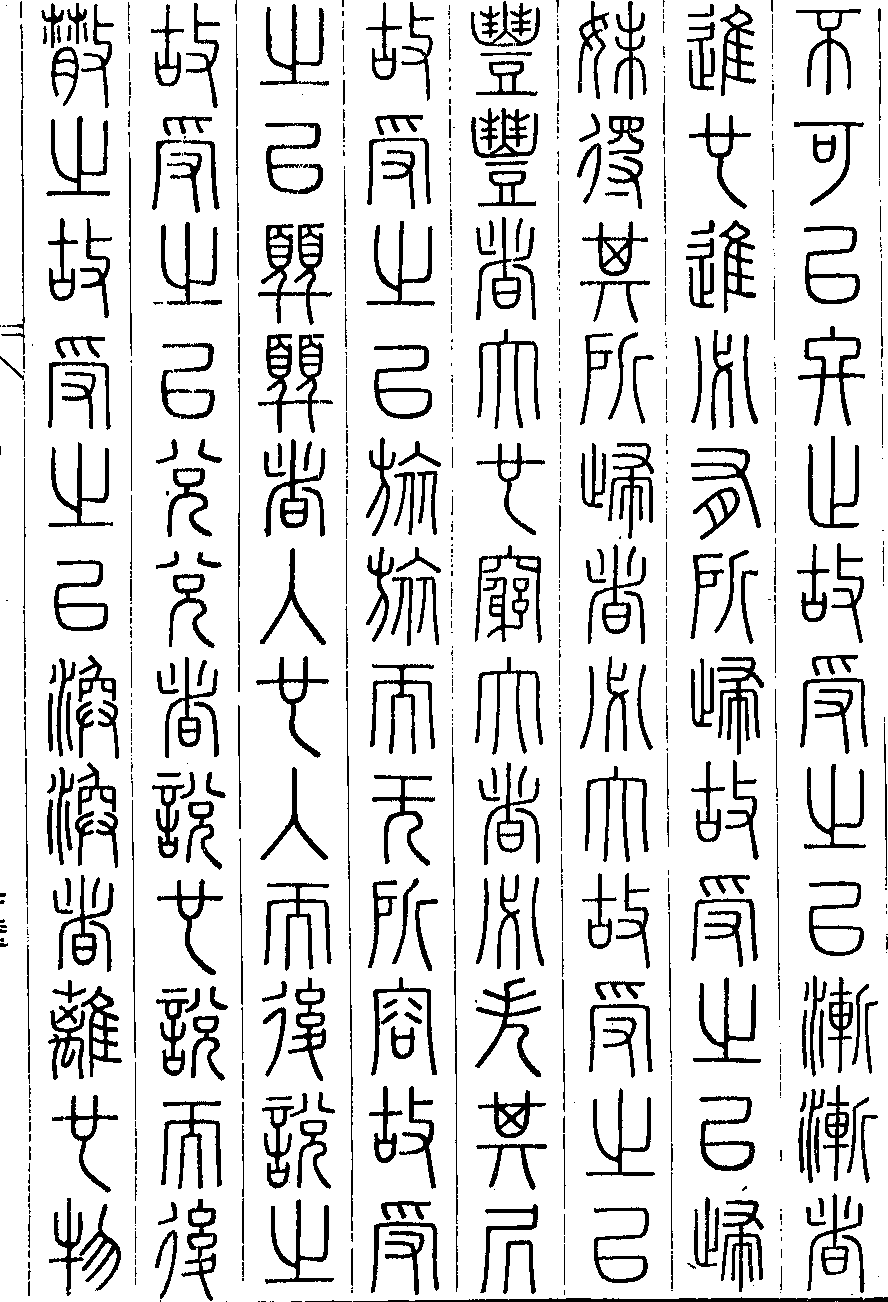 不可以終止故受之以漸漸者
進也進必有所歸故受之以歸
妹得其所歸者必大故受之以
豐豐者大也窮大者必失其居
故受之以旅旅而无所容故受
之以巽巽者入也入而後說之
故受之以兌兌者說也說而後
散之故受之以渙渙者離也物